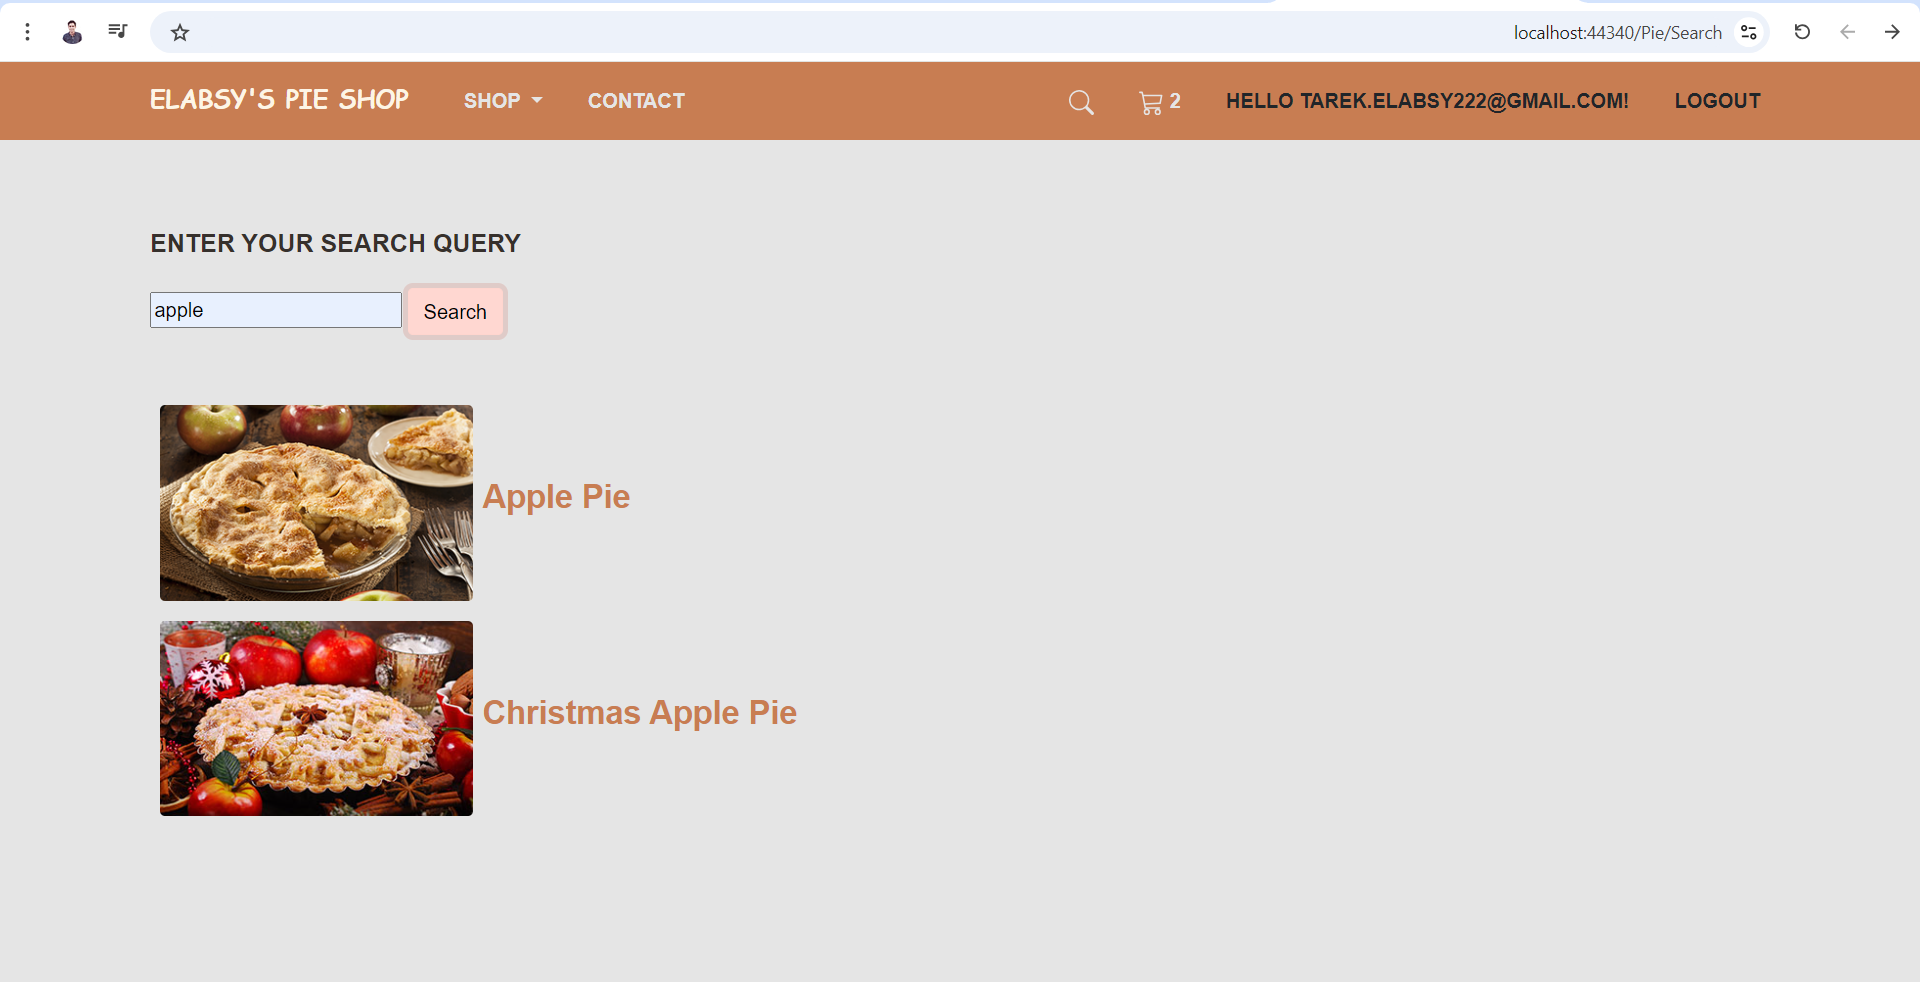 localhost:44340/Pie/Search
ELABSY'S PIE SHOP SHOP CONTACT 2 HELLO TAREK.ELABSY222@GMAIL.COM! LOGOUT
ENTER YOUR SEARCH QUERY
apple Search
Apple Pie
Christmas Apple Pie